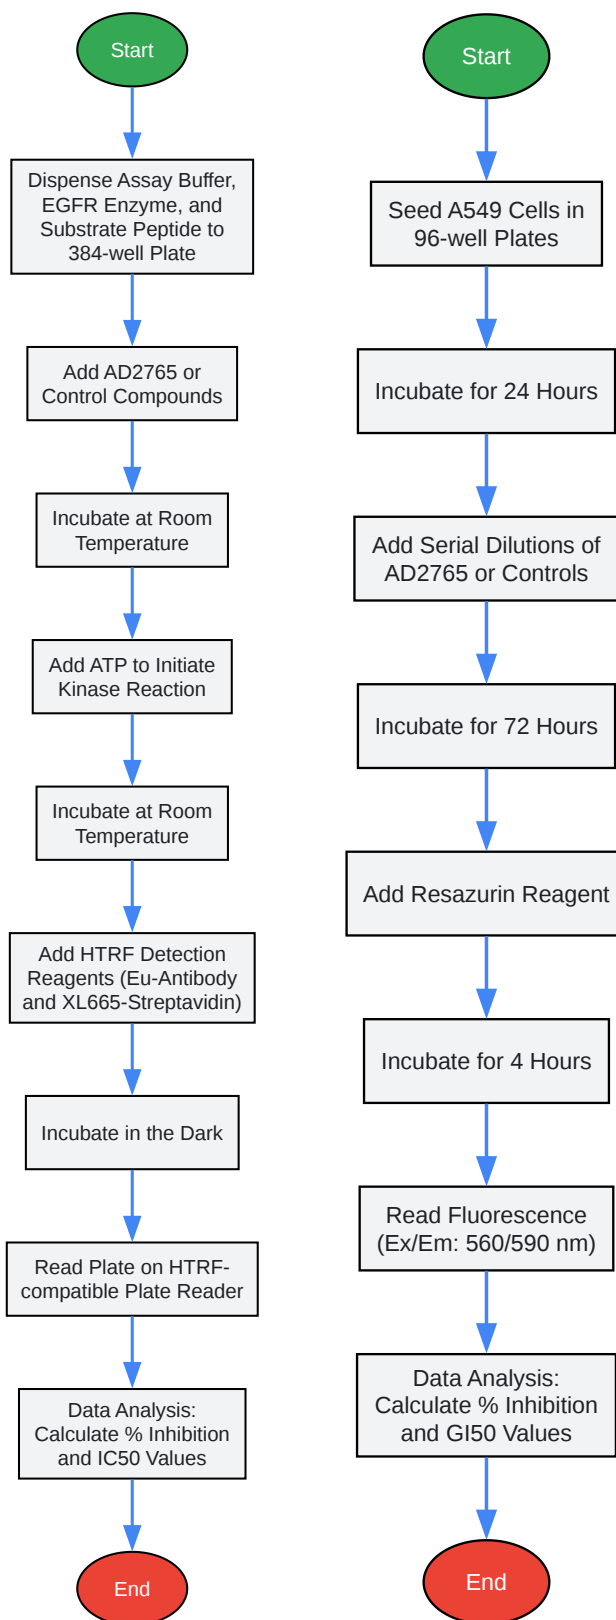 Start
Dispense Assay Buffer,
EGFR Enzyme, and
Substrate Peptide to
384-well Plate
Add AD2765 or
Control Compounds
Incubate at Room
Temperature
Add ATP to Initiate
Kinase Reaction
Incubate at Room
Temperature
Add HTRF Detection
Reagents (Eu-Antibody
and XL665-Streptavidin)
Incubate in the Dark
Read Plate on HTRF-
compatible Plate Reader
Data Analysis:
Calculate % Inhibition
and IC50 Values
End
Start
Seed A549 Cells in
96-well Plates
Incubate for 24 Hours
Add Serial Dilutions of
AD2765 or Controls
Incubate for 72 Hours
Add Resazurin Reagent
Incubate for 4 Hours
Read Fluorescence
(Ex/Em: 560/590 nm)
Data Analysis:
Calculate % Inhibition
and GI50 Values
End